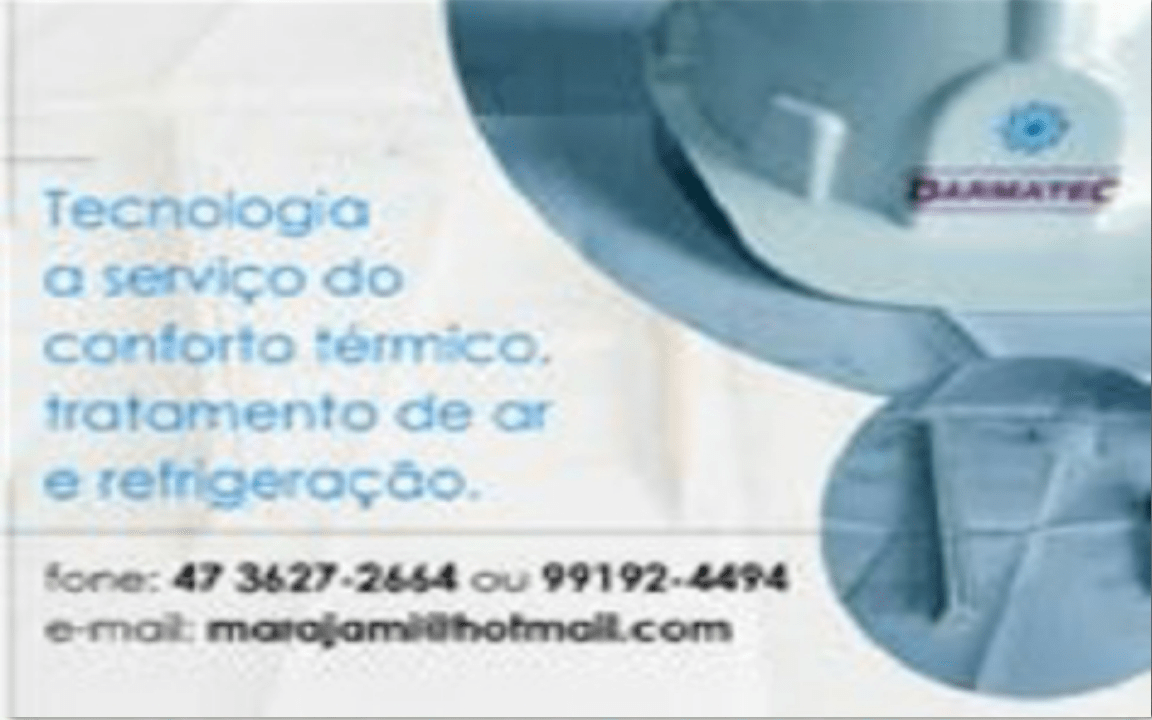 DARMATEC
Tecnologia
a serviço do
conforto térmico,
tratamento de ar
e refrigeração.
fone: 47 3627-2664 ou 99192-4494
e-mail: marajami@hotmail.com